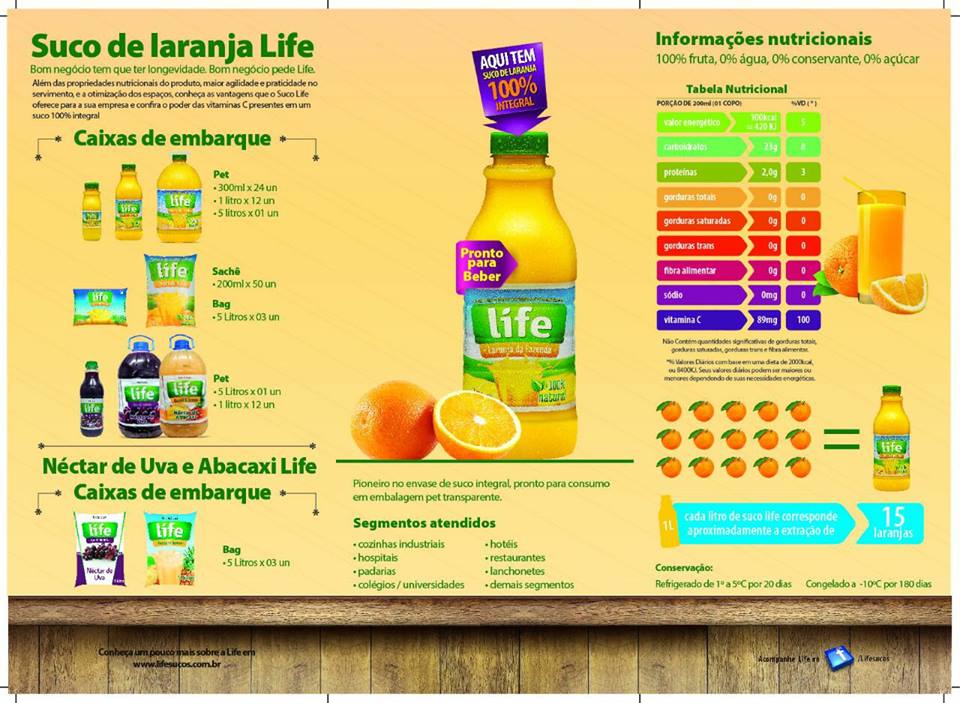 Suco de laranja Life
Bom negócio tem que ter longevidade. Bom negócio pede Life.
Além das propriedades nutricionais do produto, maior agilidade e praticidade no
servimento, e a otimização dos espaços, conheça as vantagens que o Suco Life
oferece para a sua empresa e confira o poder das vitaminas C presentes em um
suco 100% integral
Caixas de embarque
Pet
• 300ml x 24 un
• 1 litro x 12 un
• 5 litros x 01 un
life
life
Sachê
• 200ml x 50 un
Bag
• 5 Litros x 03 un
life
life
Pet
• 5 Litros x 01 un
• 1 litro x 12 un
life
life
life
Néctar de Uva e Abacaxi Life
Caixas de embarque
life
Néctar de
Uva
life
Bag
• 5 Litros x 03 un
Conheça um pouco mais sobre a Life em
www.lifesucos.com.br
AQUI TEM
SUCO DE LARANJA
100%
INTEGRAL
Pronto
para
Beber
life
Laranja da Fazenda
100%
natural
Pioneiro no envase de suco integral, pronto para consumo
em embalagem pet transparente.
Segmentos atendidos
• cozinhas industriais
• hospitais
• padarias
• colégios / universidades
• hotéis
• restaurantes
• lanchonetes
• demais segmentos
Informações nutricionais
100% fruta, 0% água, 0% conservante, 0% açúcar
Tabela Nutricional
PORÇÃO DE 200ml (01 COPO) %VD ( * )
valor energético 100kcal = 420 KJ 5
carboidratos 23g 8
proteínas 2,0g 3
gorduras totais 0g 0
gorduras saturadas 0g 0
gorduras trans 0g 0
fibra alimentar 0g 0
sódio 0mg 0
vitamina C 89mg 100
Não Contém quantidades significativas de gorduras totais,
gorduras saturadas, gorduras trans e fibra alimentares.
*% Valores Diários com base em uma dieta de 2000kcal,
ou 8400KJ. Seus valores diários podem ser maiores ou
menores dependendo de suas necessidades energéticas.
=
life
1L
cada litro de suco life corresponde
aproximadamente a extração de
15
laranjas
Conservação:
Refrigerado de 1º a 5ºC por 20 dias Congelado a -10ºC por 180 dias
Acompanhe Life no f /Lifesucos